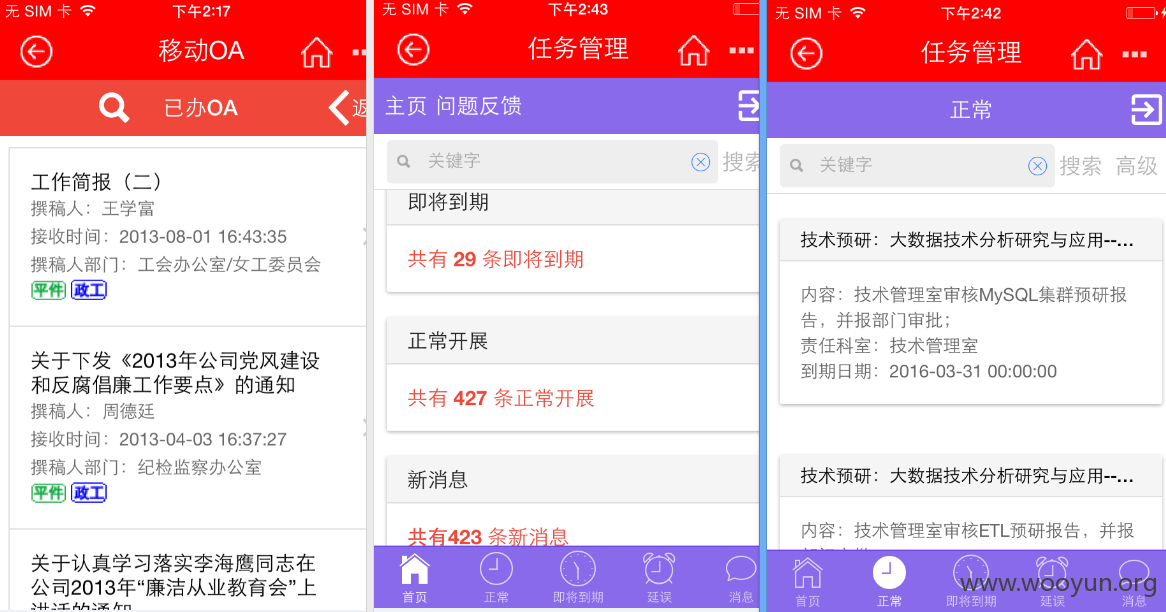 无 SIM 卡
下午2:17
移动OA
已办OA
返
工作简报（二）
撰稿人：王学富
接收时间：2013-08-01 16:43:35
撰稿人部门：工会办公室/女工委员会
平件 政工
关于下发《2013年公司党风建设
和反腐倡廉工作要点》的通知
撰稿人：周德廷
接收时间：2013-04-03 16:37:27
撰稿人部门：纪检监察办公室
平件 政工
关于认真学习落实李海鹰同志在
公司2013年“廉洁从业教育会”上
讲话的通知
无 SIM 卡
下午2:43
任务管理
主页 问题反馈
关键字
搜索
即将到期
共有 29 条即将到期
正常开展
共有 427 条正常开展
新消息
共有423 条新消息
首页 正常 即将到期 延误 消息
无 SIM 卡
下午2:42
任务管理
正常
关键字
搜索 高级
技术预研：大数据技术分析研究与应用--...
内容：技术管理室审核MySQL集群预研报
告，并报部门审批；
责任科室：技术管理室
到期日期：2016-03-31 00:00:00
技术预研：大数据技术分析研究与应用--...
内容：技术管理室审核ETL预研报告，并报
首页 正常 即将到期 延误 消息
www.wooyun.org